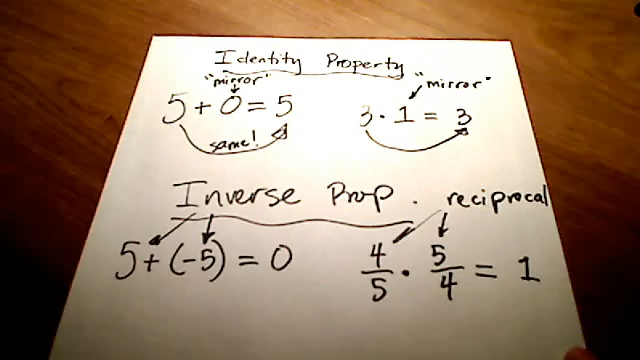 Identity Property
"mirror" "mirror"
5 + 0 = 5 3 · 1 = 3
same!
Inverse Prop. reciprocal
5 + (-5) = 0 4/5 · 5/4 = 1